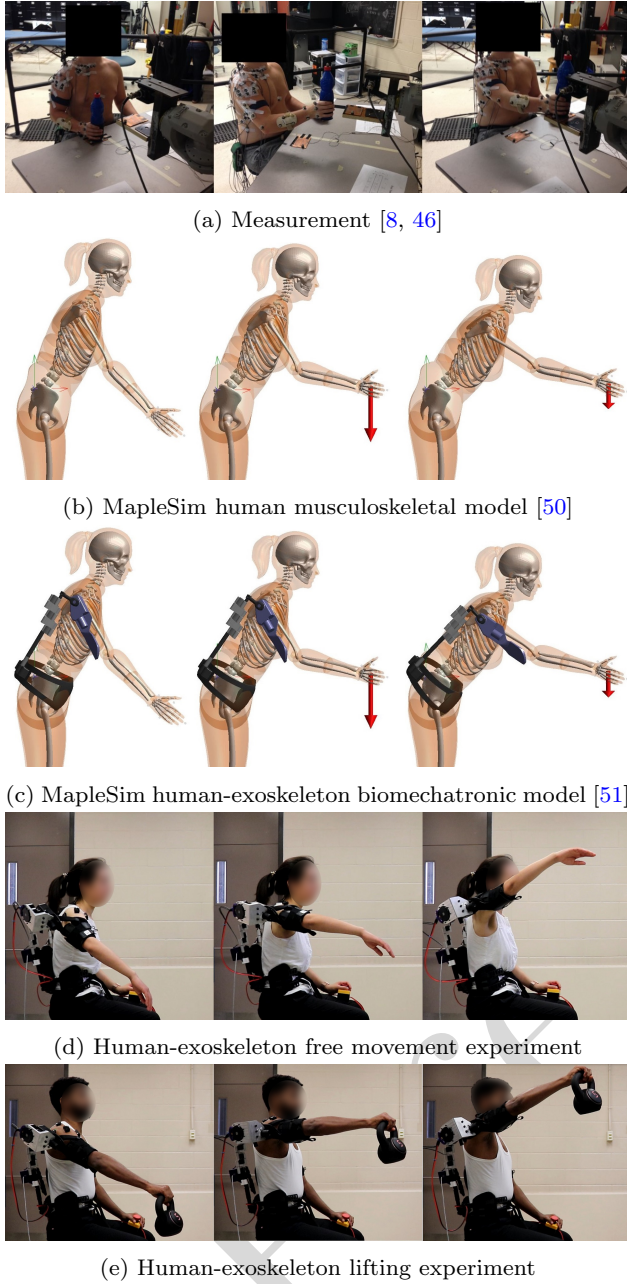 (a) Measurement [8, 46]
(b) MapleSim human musculoskeletal model [50]
(c) MapleSim human-exoskeleton biomechatronic model [51]
(d) Human-exoskeleton free movement experiment
(e) Human-exoskeleton lifting experiment